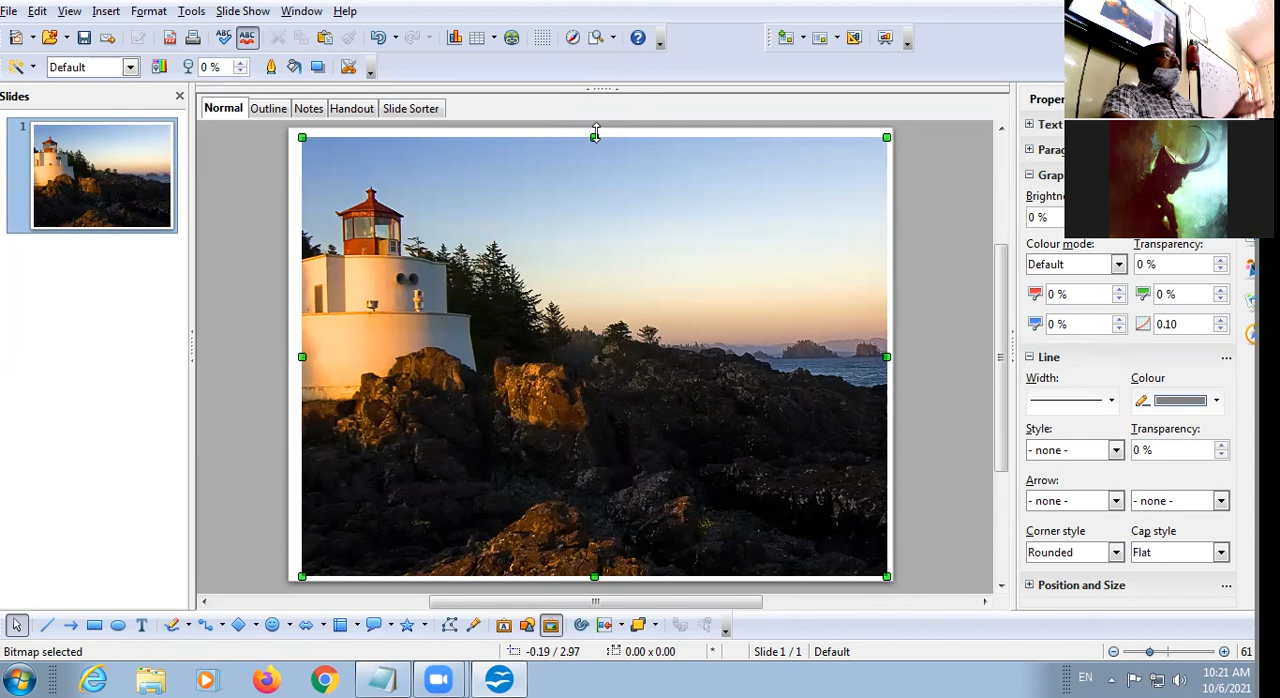 File Edit View Insert Format Tools Slide Show Window Help
ABC ABC
Default 0 %
Slides
Normal Outline Notes Handout Slide Sorter
1
Proper
Text
Parag
Graph
Brightne
0 %
Colour mode: Transparency:
Default 0 %
0 % 0 %
0 % 0.10
Line
Width: Colour
Style: Transparency:
- none - 0 %
Arrow:
- none - - none -
Corner style Cap style
Rounded Flat
Position and Size
T
Bitmap selected -0.19 / 2.97 0.00 x 0.00 * Slide 1 / 1 Default 61
EN 10:21 AM
10/6/2021